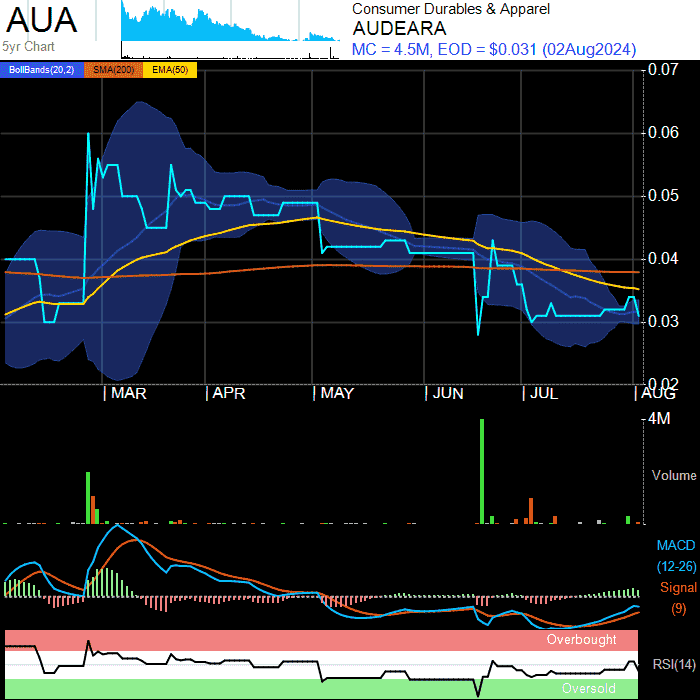 AUA
5yr Chart
Consumer Durables & Apparel
AUDEARA
MC = 4.5M, EOD = $0.031 (02Aug2024)
BollBands(20,2) SMA(200) EMA(50)
0.07
0.06
0.05
0.04
0.03
0.02
MAR APR MAY JUN JUL AUG
4M
Volume
MACD
(12-26)
Signal
(9)
Overbought
RSI(14)
Oversold